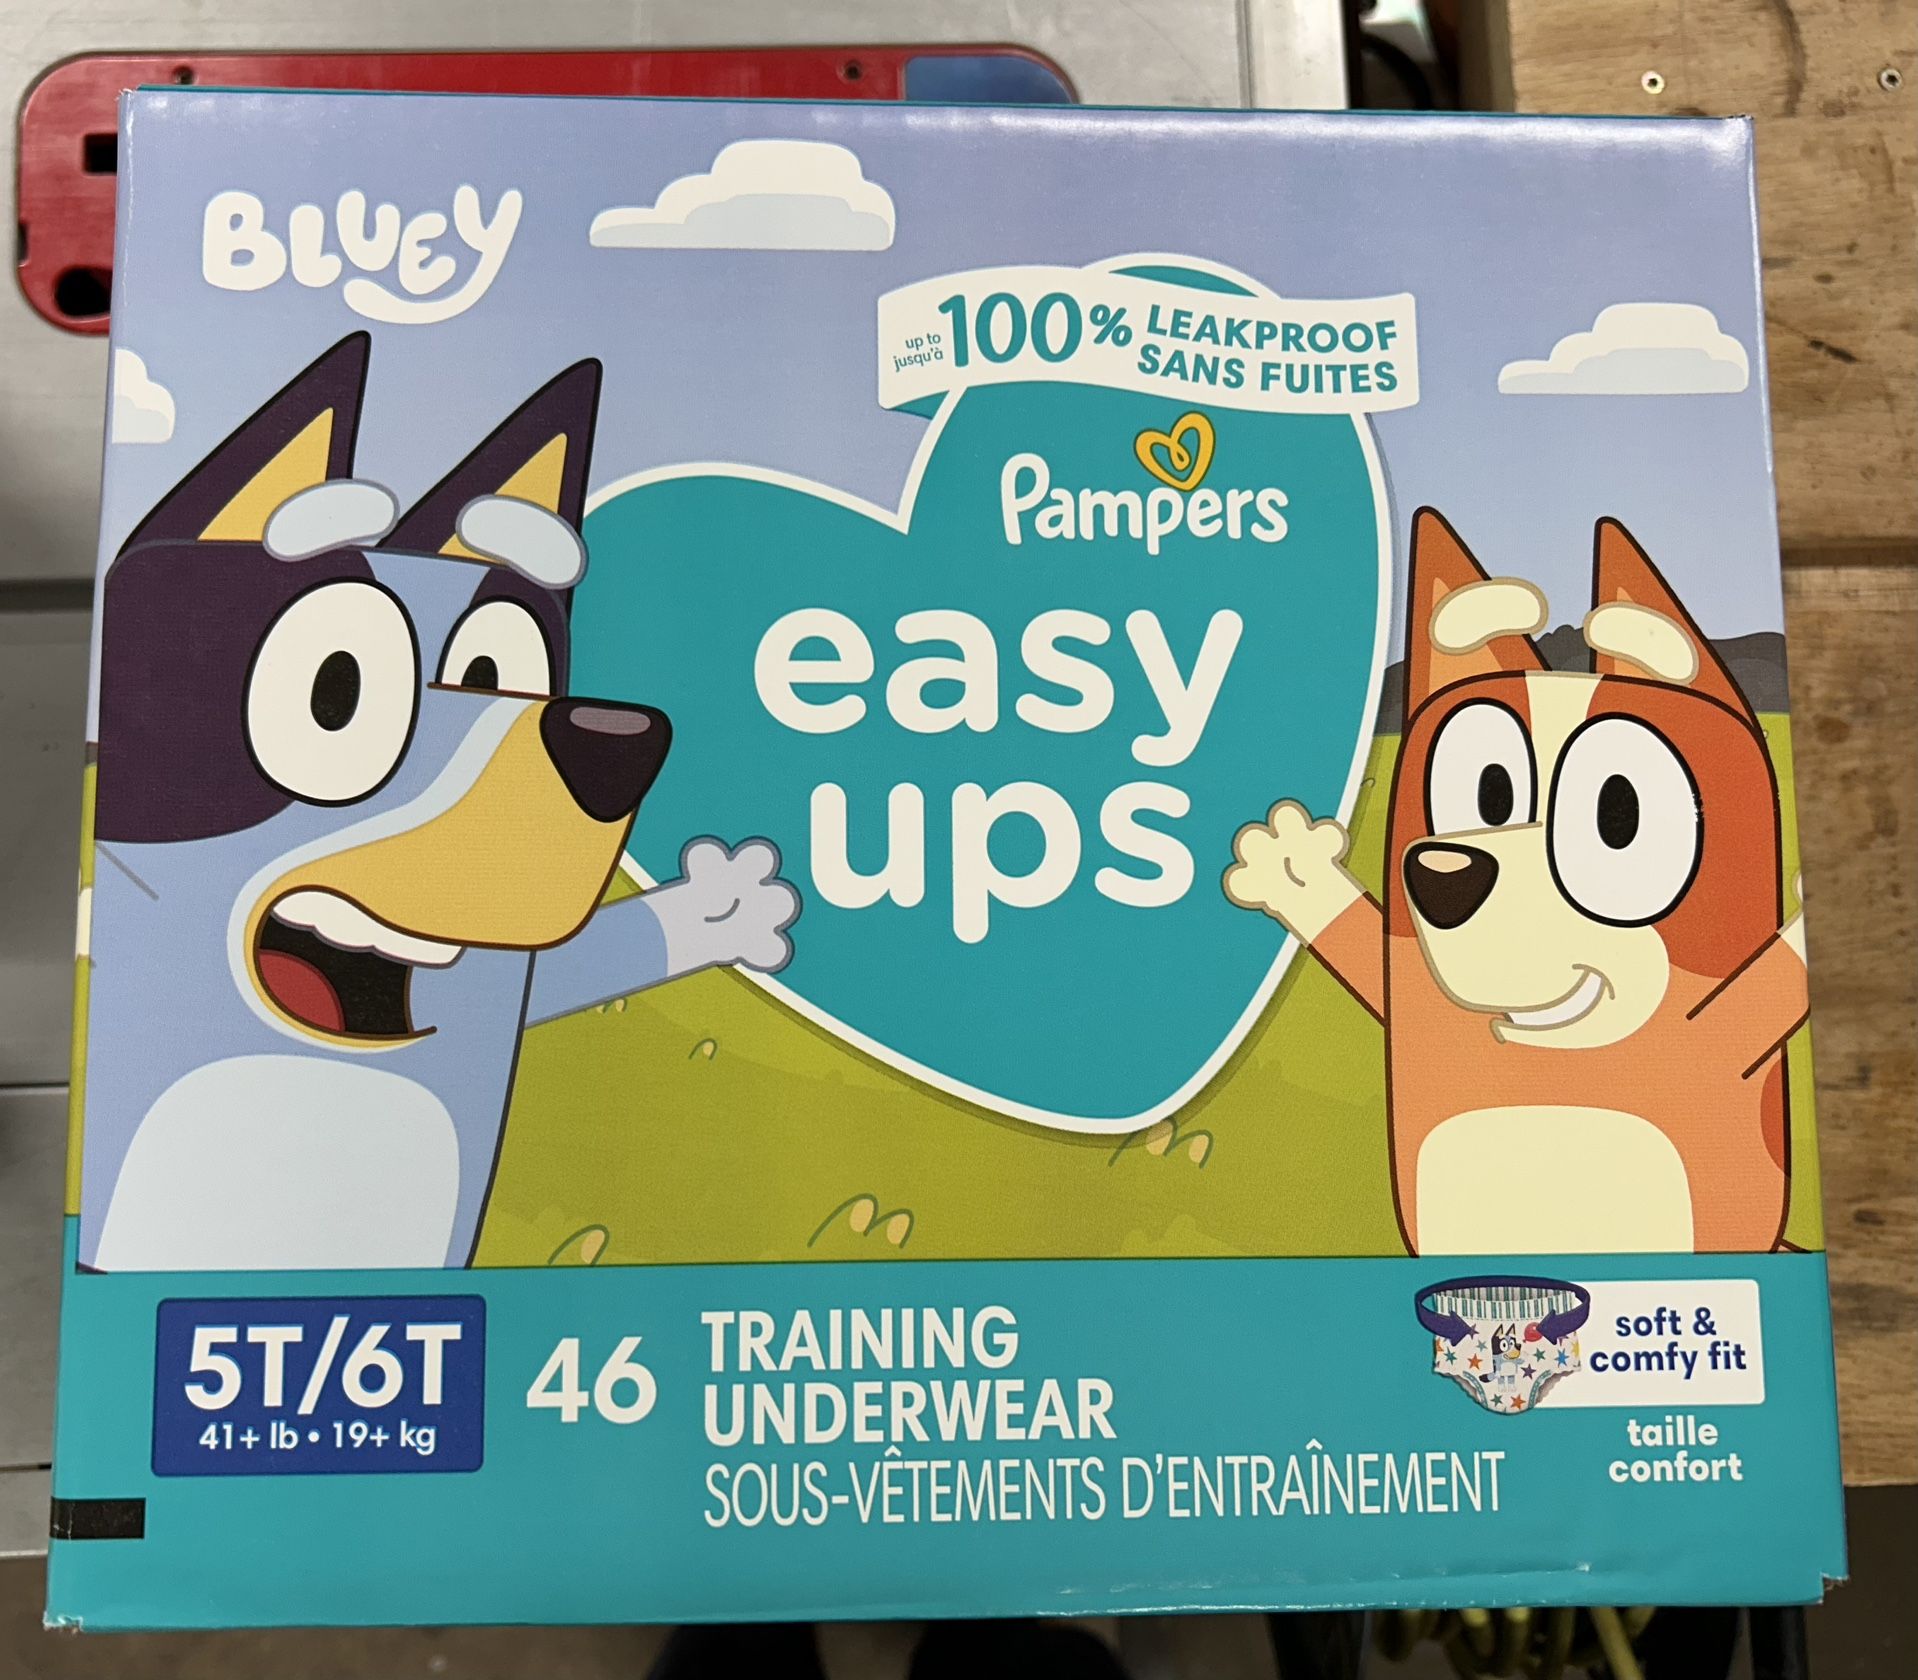 BLUEY
up to
jusqu'à
100% LEAKPROOF
SANS FUITES
Pampers
easy
ups
5T/6T
41+ lb • 19+ kg
46
TRAINING
UNDERWEAR
SOUS-VÊTEMENTS D'ENTRAÎNEMENT
soft &
comfy fit
taille
confort